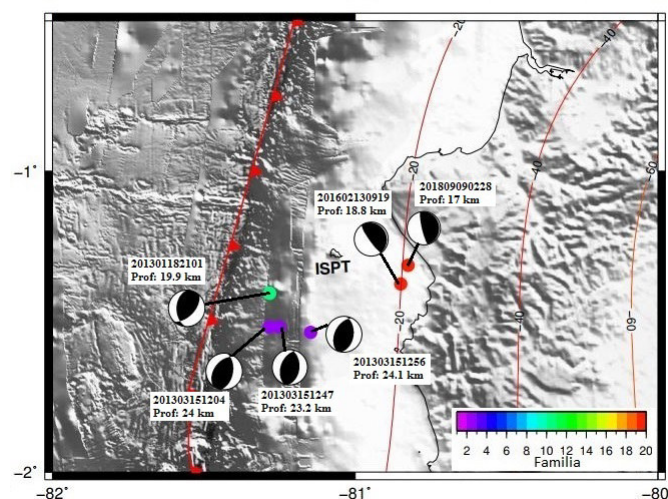 -20
-40
-1°
-60
201602130919
Prof: 18.8 km
201809090228
Prof: 17 km
-20
-40
201301182101
Prof: 19.9 km
ISPT
-20
-40
-60
201303151256
Prof: 24.1 km
201303151204
Prof: 24 km
201303151247
Prof: 23.2 km
2 4 6 8 10 12 14 16 18 20
Familia
-2°
-82°
-81°
-80